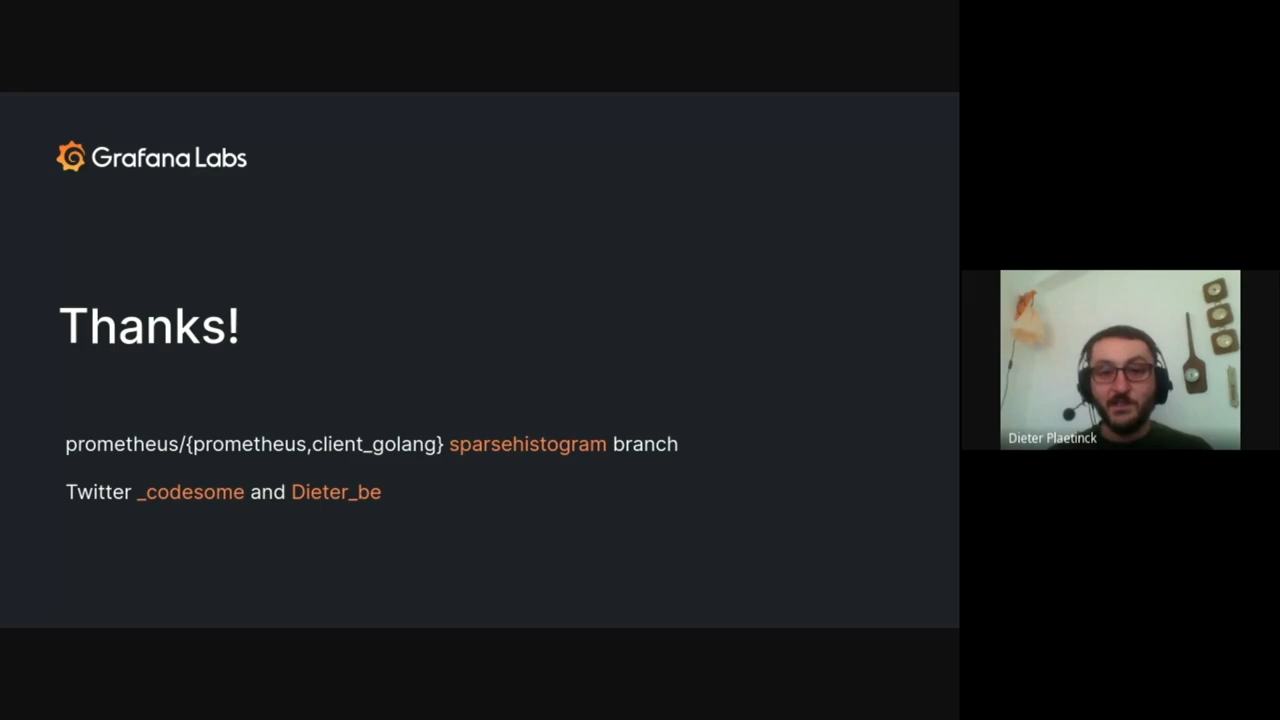 Grafana Labs
Thanks!
prometheus/{prometheus,client_golang} sparsehistogram branch
Twitter _codesome and Dieter_be
Dieter Plaetinck